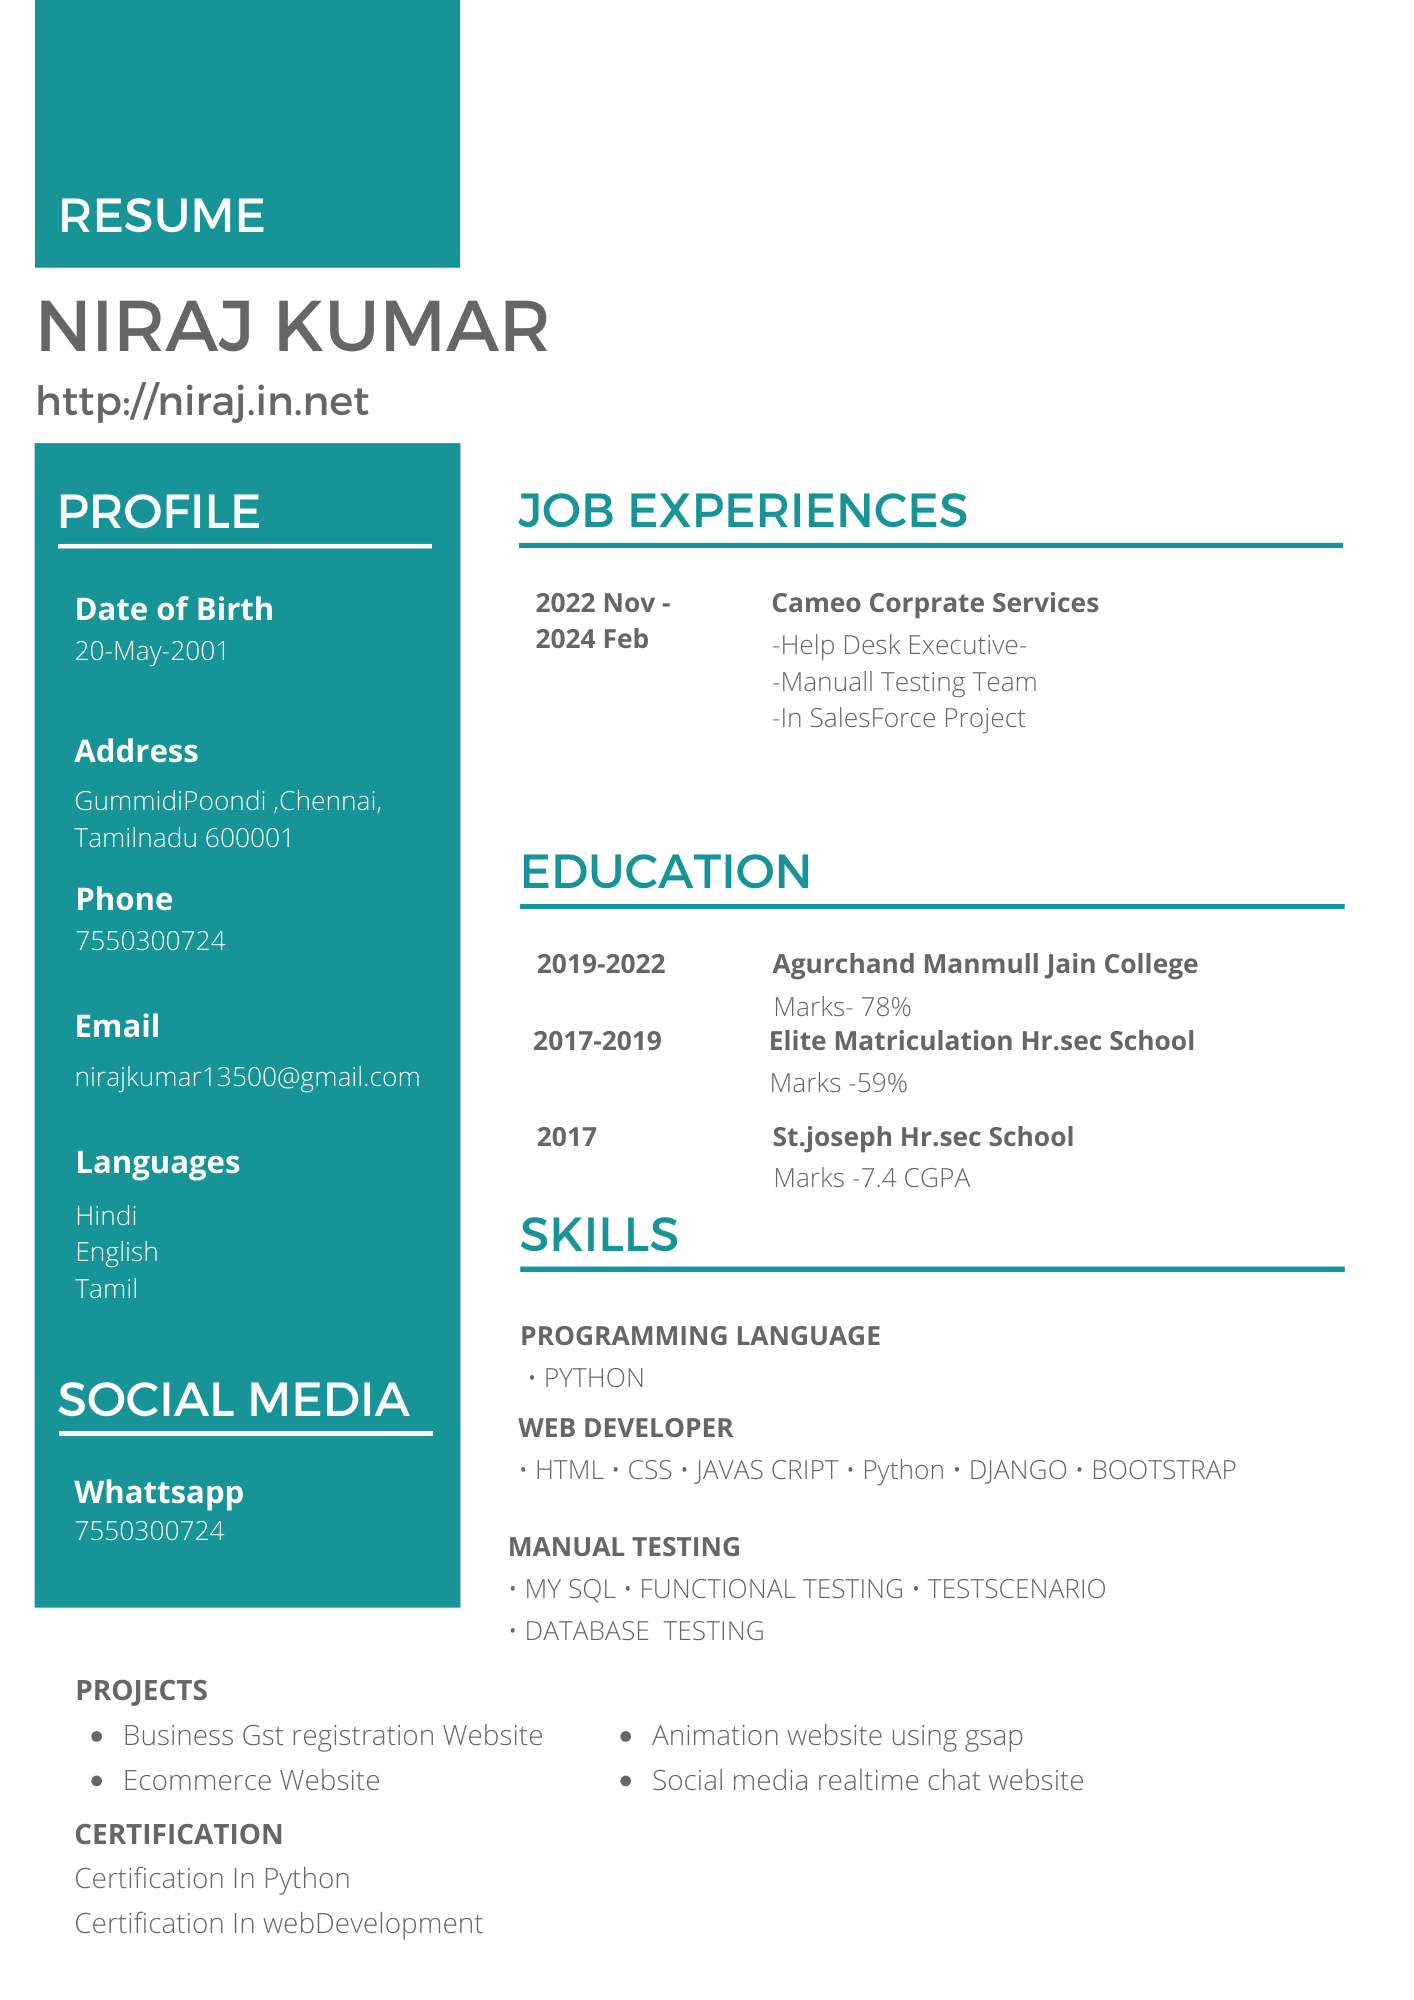 RESUME
NIRAJ KUMAR
http://niraj.in.net
PROFILE
Date of Birth
20-May-2001
Address
GummidiPoondi ,Chennai,
Tamilnadu 600001
Phone
7550300724
Email
nirajkumar13500@gmail.com
Languages
Hindi
English
Tamil
SOCIAL MEDIA
Whattsapp
7550300724
JOB EXPERIENCES
2022 Nov -
2024 Feb
Cameo Corprate Services
-Help Desk Executive-
-Manuall Testing Team
-In SalesForce Project
EDUCATION
2019-2022 Agurchand Manmull Jain College
Marks- 78%
2017-2019 Elite Matriculation Hr.sec School
Marks -59%
2017 St.joseph Hr.sec School
Marks -7.4 CGPA
SKILLS
PROGRAMMING LANGUAGE
• PYTHON
WEB DEVELOPER
• HTML • CSS • JAVAS CRIPT • Python • DJANGO • BOOTSTRAP
MANUAL TESTING
• MY SQL • FUNCTIONAL TESTING • TESTSCENARIO
• DATABASE  TESTING
PROJECTS
• Business Gst registration Website
• Ecommerce Website
• Animation website using gsap
• Social media realtime chat website
CERTIFICATION
Certification In Python
Certification In webDevelopment